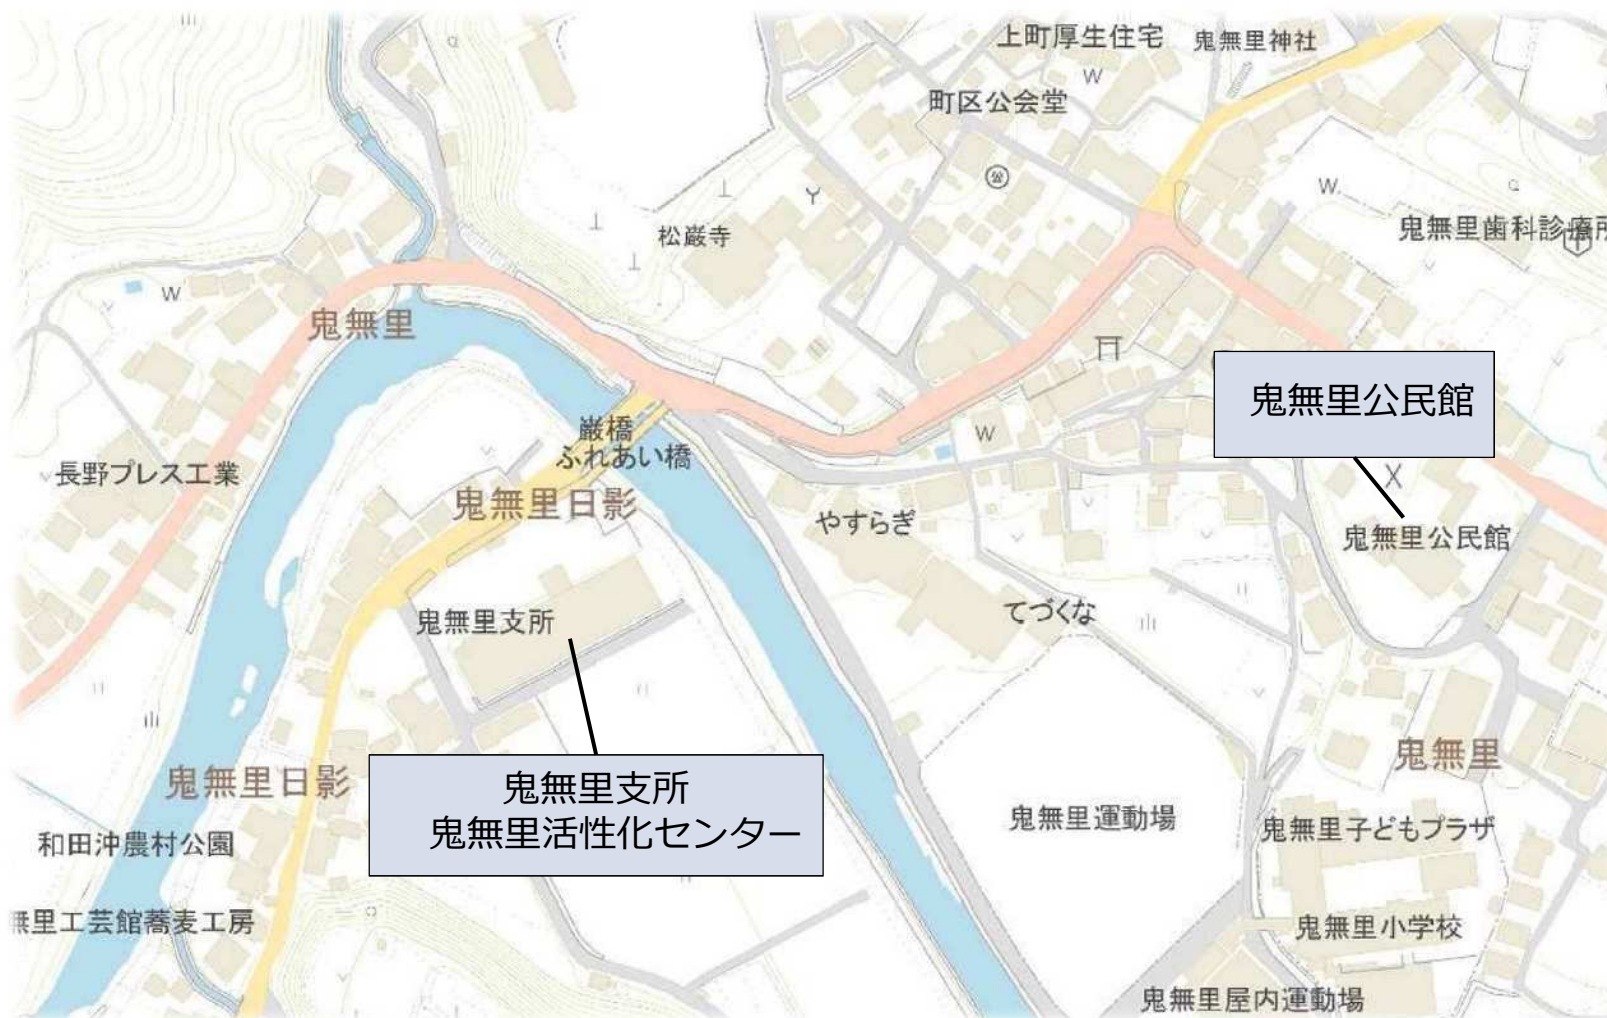 上町厚生住宅
鬼無里神社
町区公会堂
鬼無里歯科診療所
松巌寺
鬼無里
鬼無里公民館
巌橋
ふれあい橋
長野プレス工業
鬼無里日影
やすらぎ
鬼無里公民館
てづくな
鬼無里支所
鬼無里
鬼無里日影
鬼無里支所
鬼無里活性化センター
鬼無里運動場
鬼無里子どもプラザ
和田沖農村公園
無里工芸館蕎麦工房
鬼無里小学校
鬼無里屋内運動場